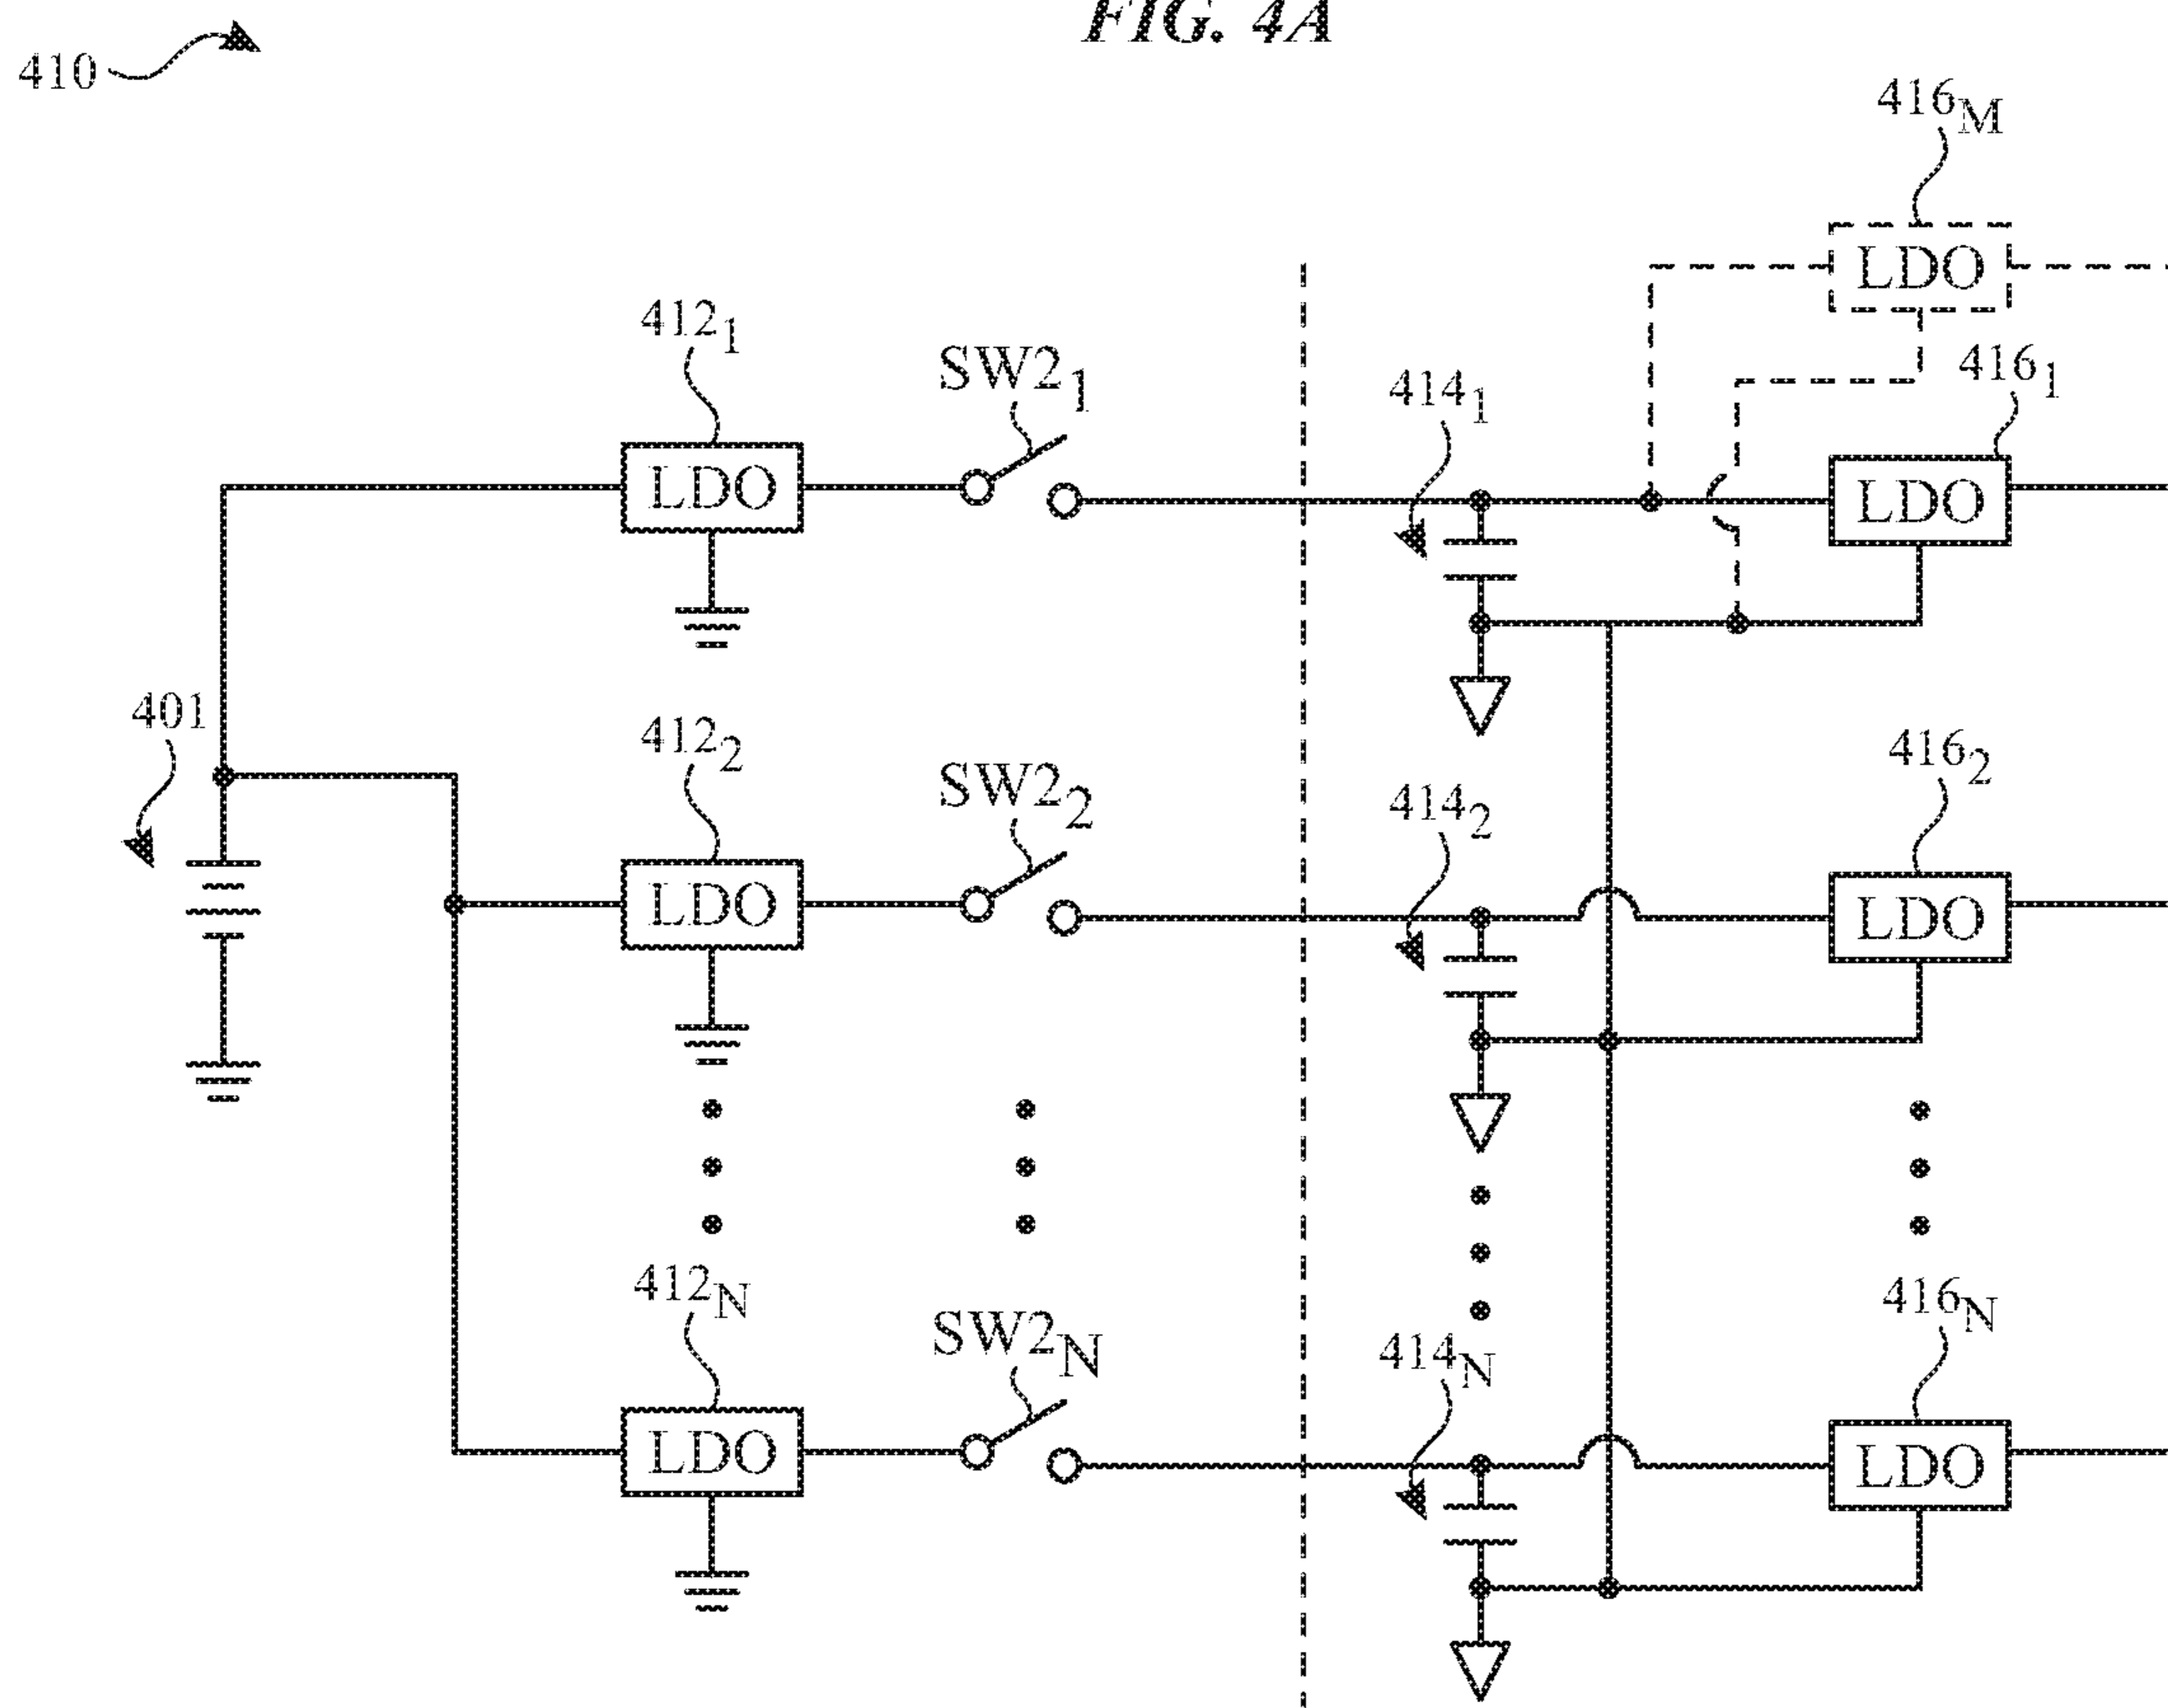 FIG. 4A
410
416M
LDO
412₁
LDO
SW2₁
414₁
416₁
LDO
401
412₂
LDO
SW2₂
414₂
416₂
LDO
412N
LDO
SW2N
414N
416N
LDO